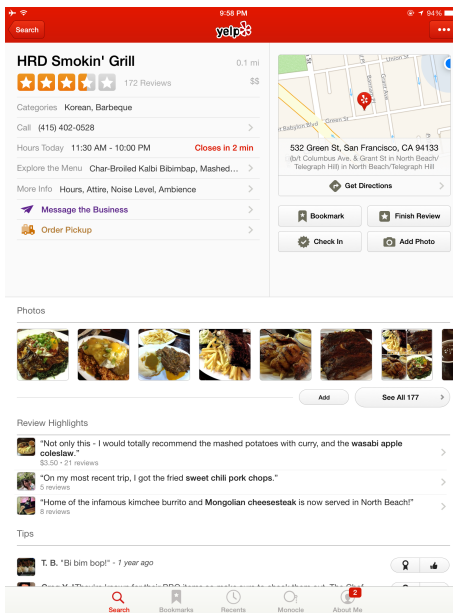 9:58 PM
94%
Search
yelp
HRD Smokin' Grill
0.1 mi
172 Reviews
$$
Categories Korean, Barbeque
Call (415) 402-0528
Hours Today 11:30 AM - 10:00 PM
Closes in 2 min
Explore the Menu Char-Broiled Kalbi Bibimbap, Mashed...
More Info Hours, Attire, Noise Level, Ambience
Message the Business
Order Pickup
Union St
Grant Ave
Green St
r Babylon Blvd
532 Green St, San Francisco, CA 94133
(b/t Columbus Ave. & Grant St in North Beach/
Telegraph Hill) in North Beach/Telegraph Hill
Get Directions
Bookmark
Finish Review
Check In
Add Photo
Photos
Add
See All 177
Review Highlights
“Not only this - I would totally recommend the mashed potatoes with curry, and the wasabi apple
coleslaw.”
$3.50 • 21 reviews
“On my most recent trip, I got the fried sweet chili pork chops.”
5 reviews
“Home of the infamous kimchee burrito and Mongolian cheesesteak is now served in North Beach!”
8 reviews
Tips
T. B. "Bi bim bop!" - 1 year ago
Search
Bookmarks
Recents
Monocle
2
About Me